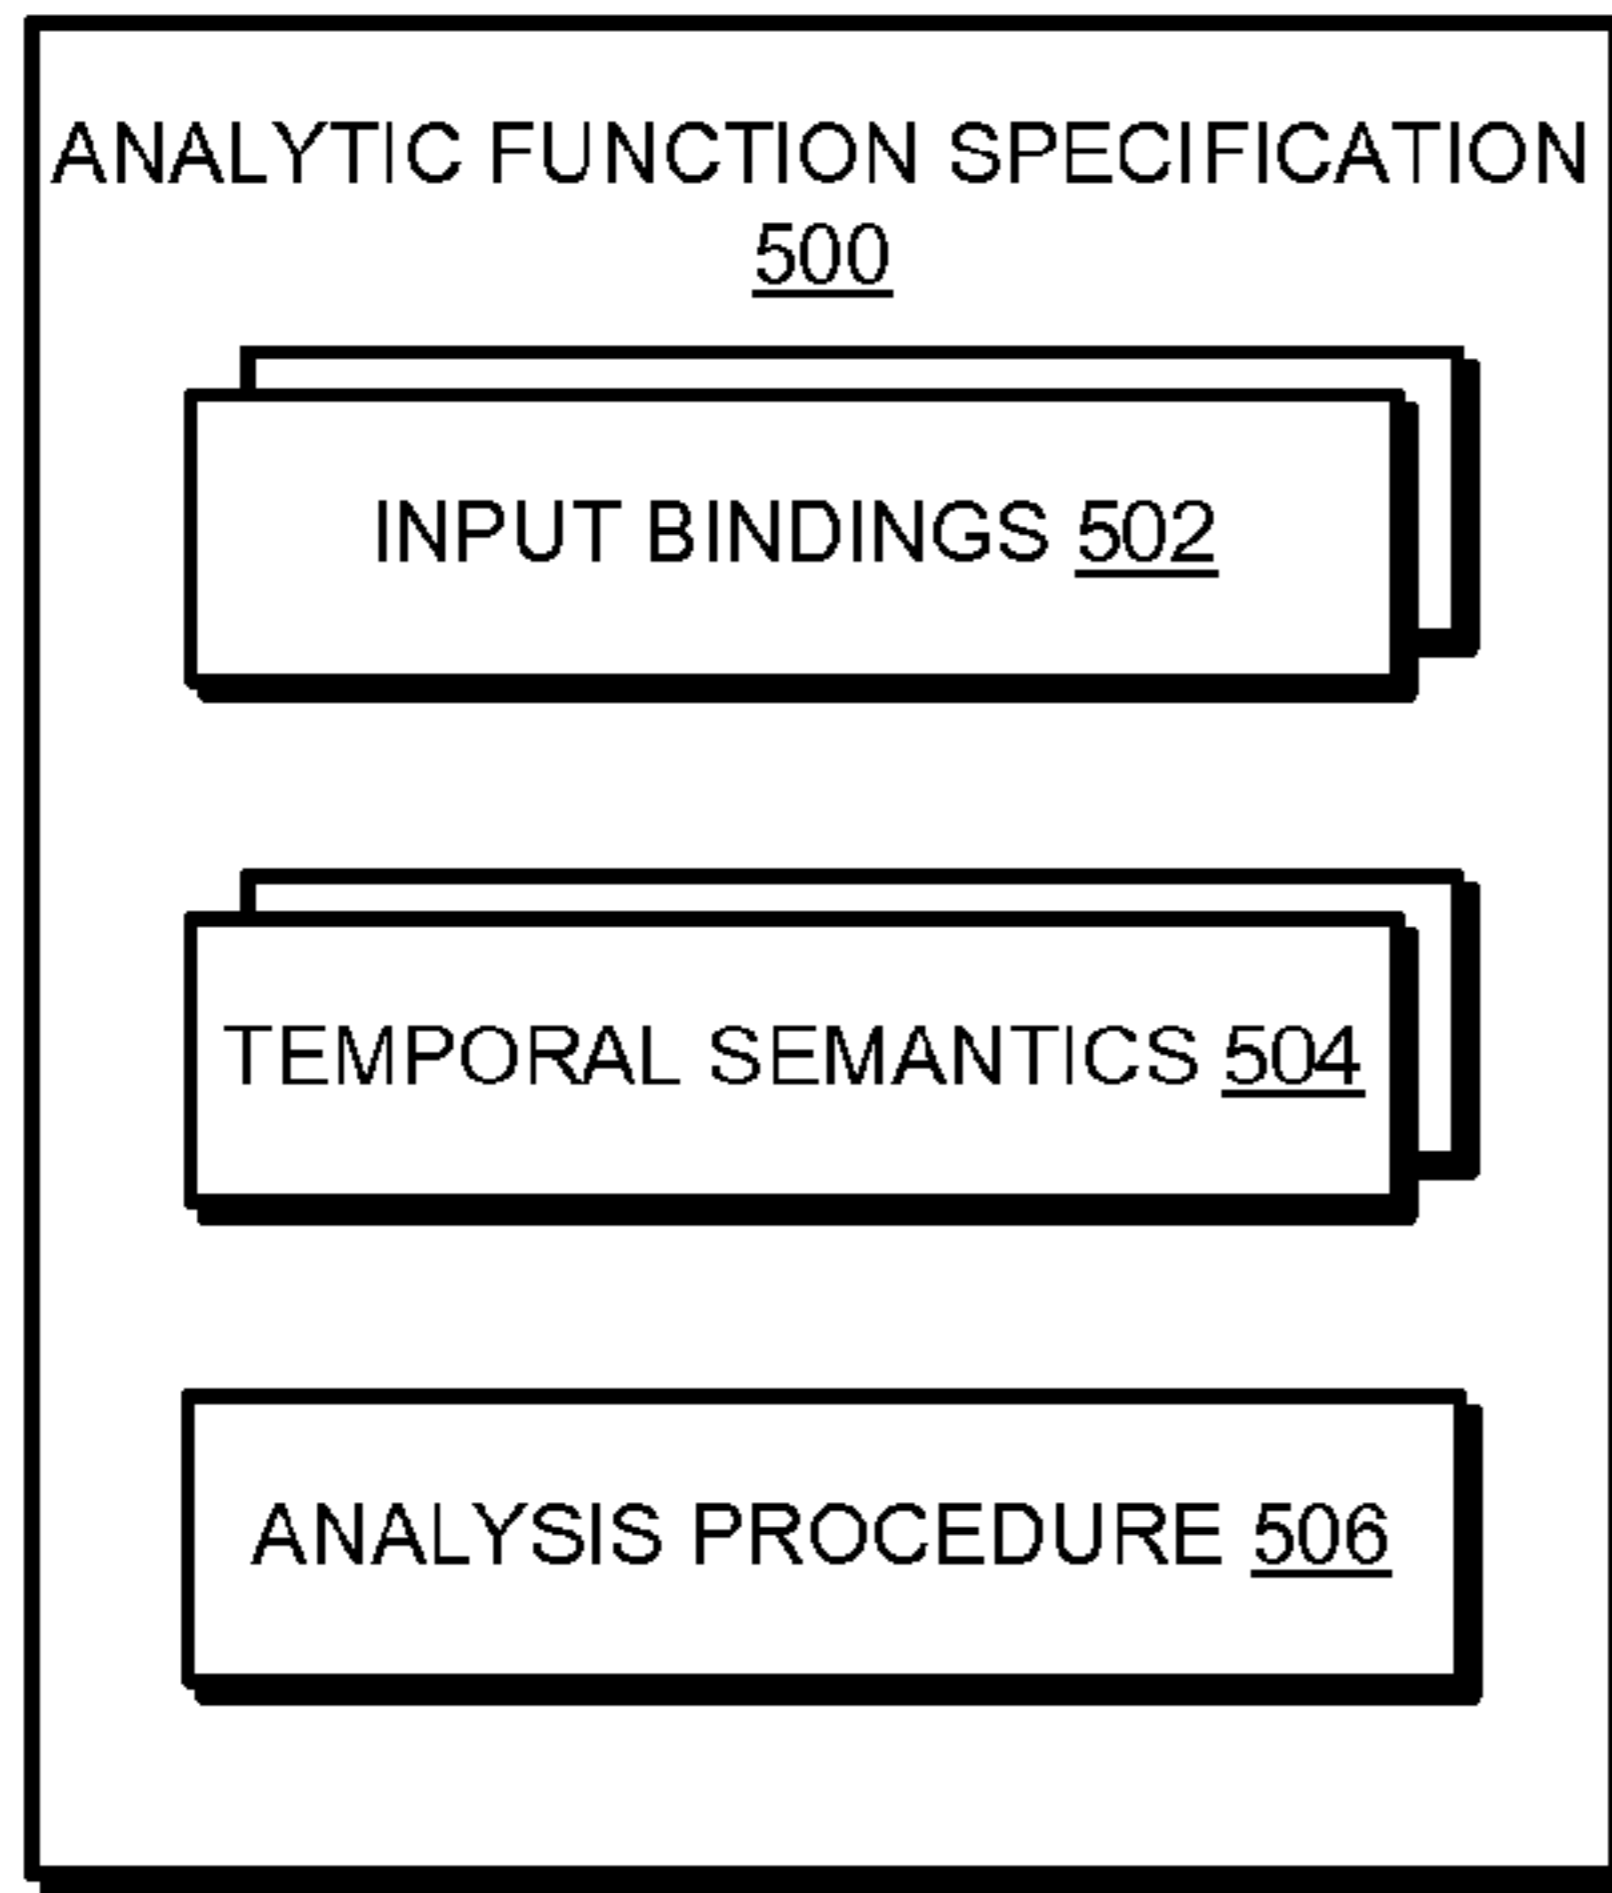 ANALYTIC FUNCTION SPECIFICATION
500
INPUT BINDINGS 502
TEMPORAL SEMANTICS 504
ANALYSIS PROCEDURE 506